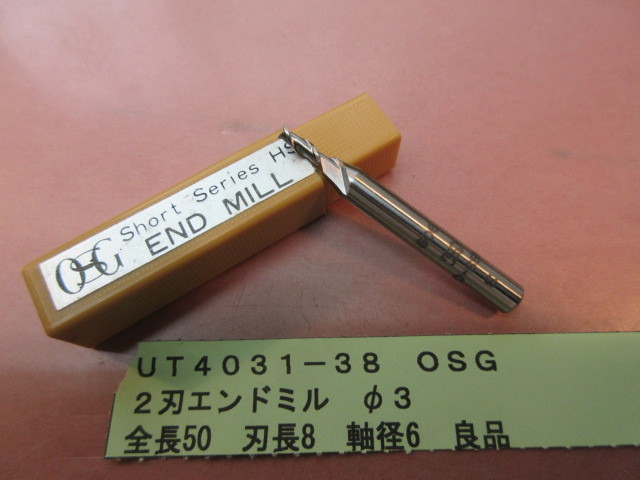 OSG Short Series HS
END MILL
UT4031-38 OSG
2刃エンドミル φ3
全長50 刃長8 軸径6 良品